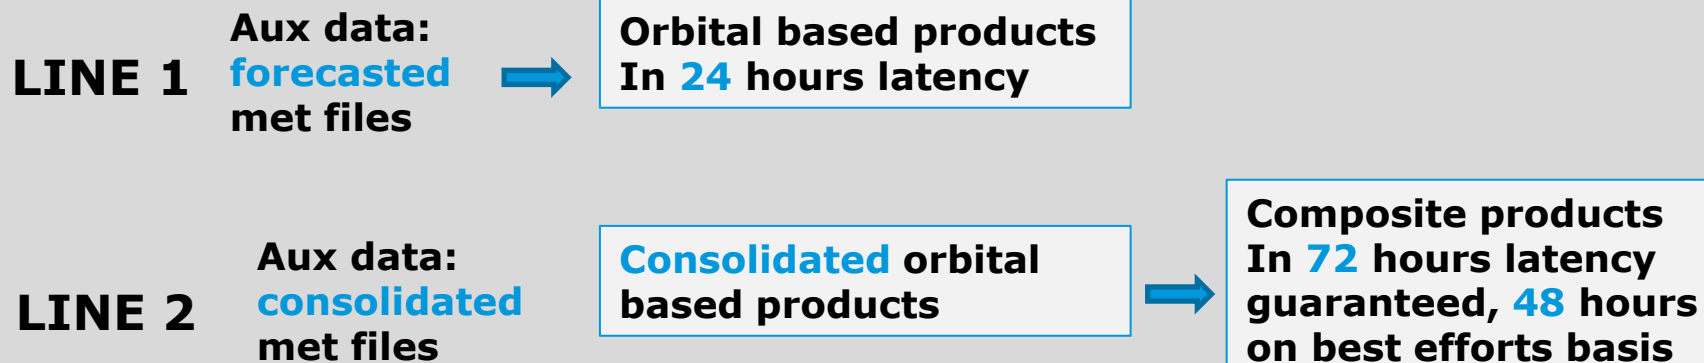 LINE 1
Aux data:
forecasted
met files
Orbital based products
In 24 hours latency
LINE 2
Aux data:
consolidated
met files
Consolidated orbital
based products
Composite products
In 72 hours latency
guaranteed, 48 hours
on best efforts basis